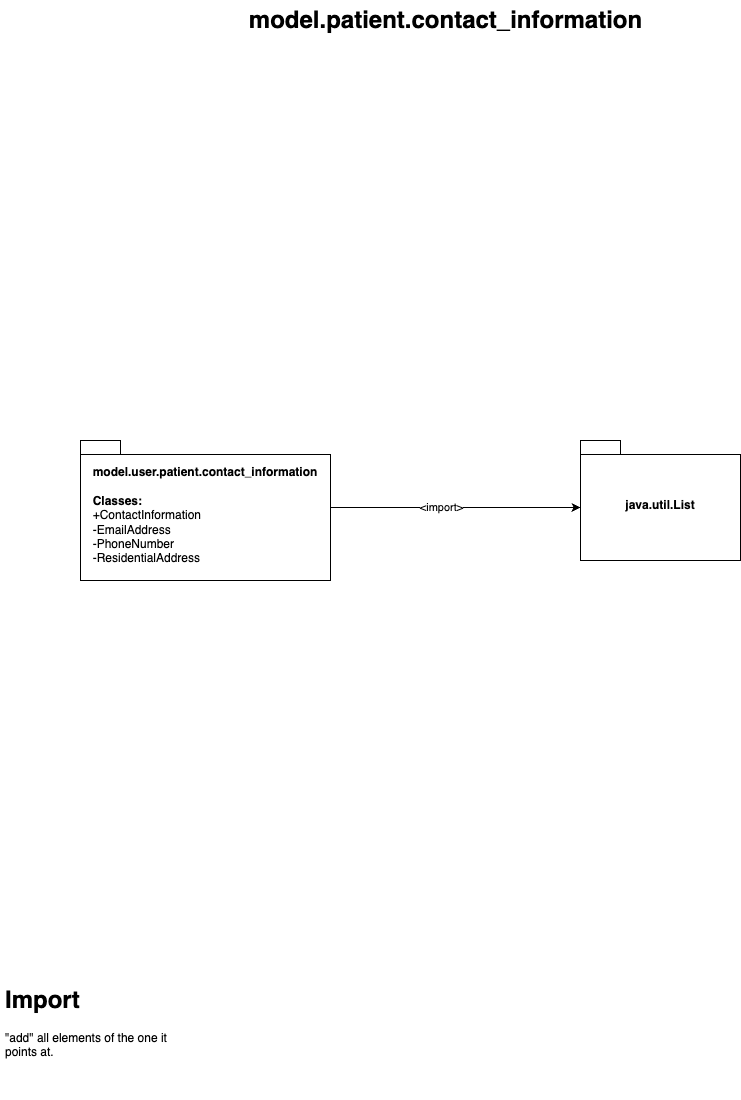 model.patient.contact_information
model.user.patient.contact_information
Classes:
+ContactInformation
-EmailAddress
-PhoneNumber
-ResidentialAddress
<import>
java.util.List
Import
"add" all elements of the one it
points at.